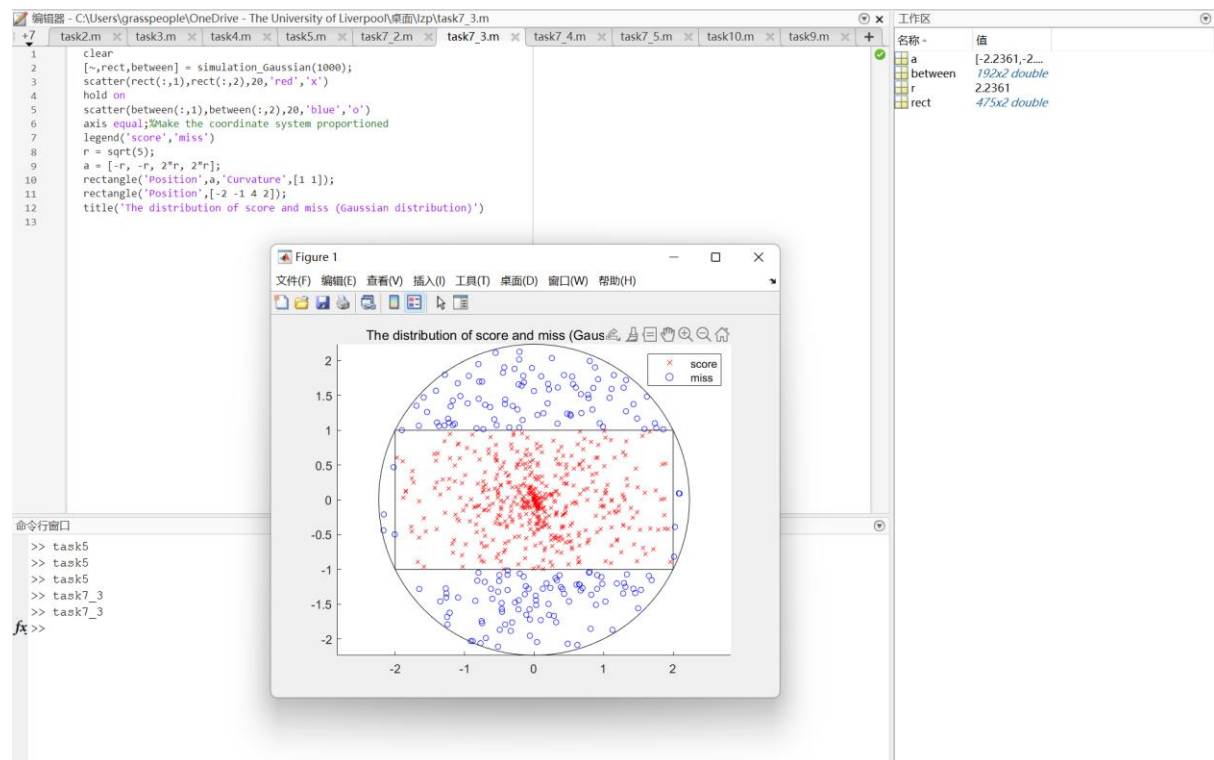 编辑器 - C:\Users\grasspeople\OneDrive - The University of Liverpool\桌面\lzp\task7_3.m
+7 task2.m task3.m task4.m task5.m task7_2.m task7_3.m task7_4.m task7_5.m task10.m task9.m +
1 clear
2 [~,rect,between] = simulation_Gaussian(1000);
3 scatter(rect(:,1),rect(:,2),20,'red','x')
4 hold on
5 scatter(between(:,1),between(:,2),20,'blue','o')
6 axis equal;%Make the coordinate system proportioned
7 legend('score','miss')
8 r = sqrt(5);
9 a = [-r, -r, 2*r, 2*r];
10 rectangle('Position',a,'Curvature',[1 1]);
11 rectangle('Position',[-2 -1 4 2]);
12 title('The distribution of score and miss (Gaussian distribution)')
13
工作区
名称 值
a [-2.2361,-2....
between 192x2 double
r 2.2361
rect 475x2 double
Figure 1
文件(F) 编辑(E) 查看(V) 插入(I) 工具(T) 桌面(D) 窗口(W) 帮助(H)
The distribution of score and miss (Gaus
score
miss
2
1.5
1
0.5
0
-0.5
-1
-1.5
-2
-2 -1 0 1 2
命令行窗口
>> task5
>> task5
>> task5
>> task7_3
>> task7_3
fx >>